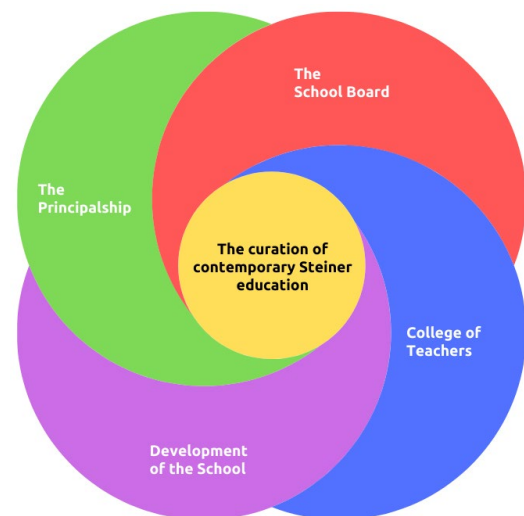 The
School Board
The
Principalship
The curation of
contemporary Steiner
education
College of
Teachers
Development
of the School